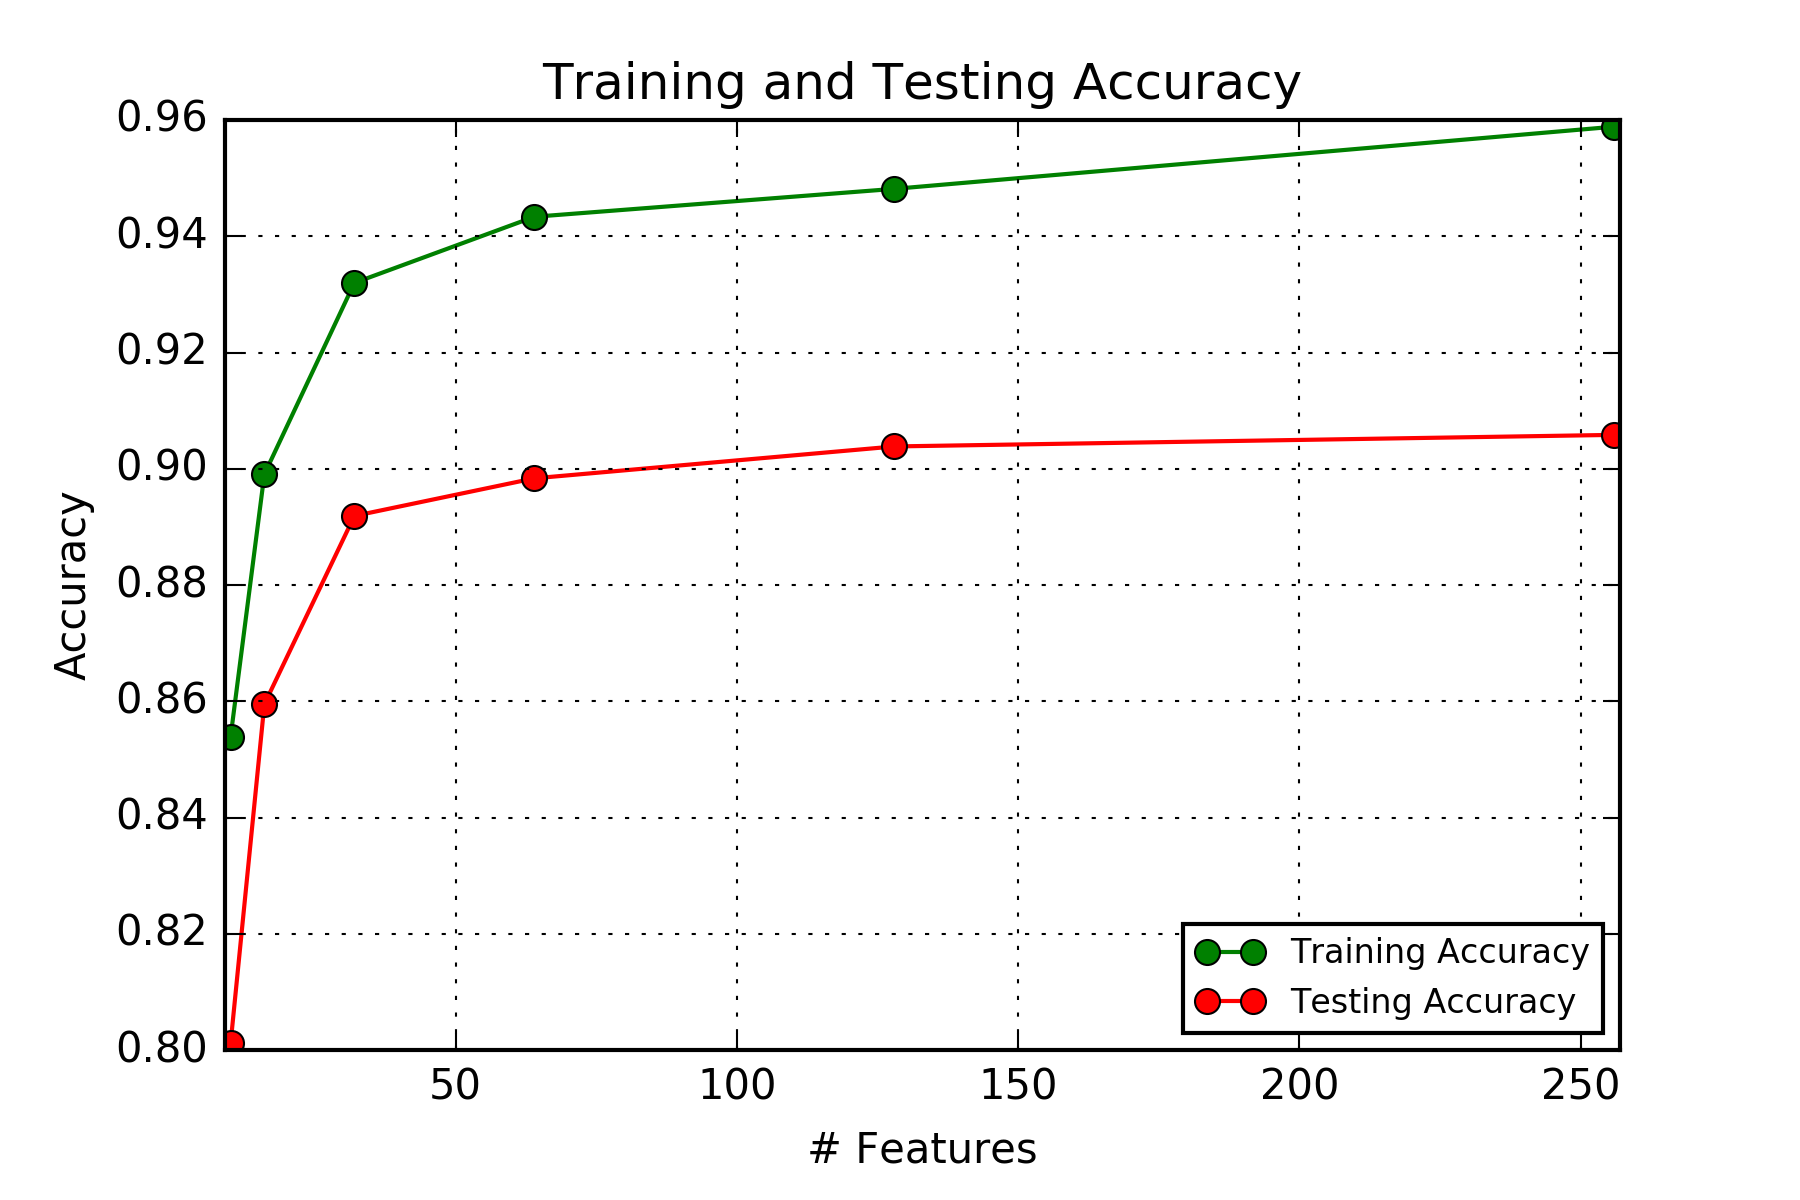 Training and Testing Accuracy
0.96
0.94
0.92
0.90
0.88
0.86
0.84
0.82
0.80
Accuracy
Training Accuracy
Testing Accuracy
50 100 150 200 250
# Features